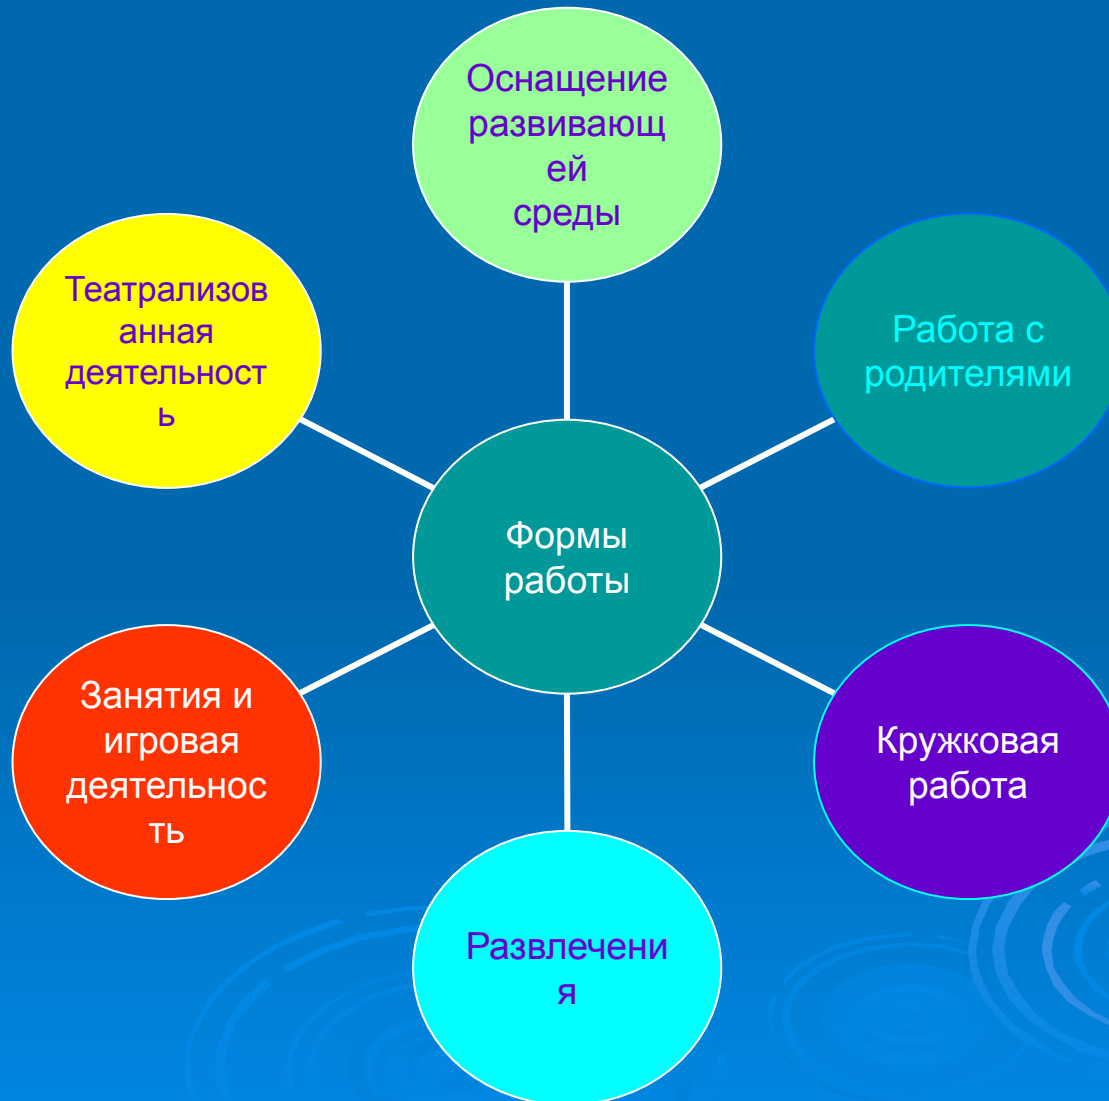 Оснащение
развивающ
ей
среды
Театрализов
анная
деятельност
ь
Работа с
родителями
Формы
работы
Занятия и
игровая
деятельнос
ть
Кружковая
работа
Развлечени
я